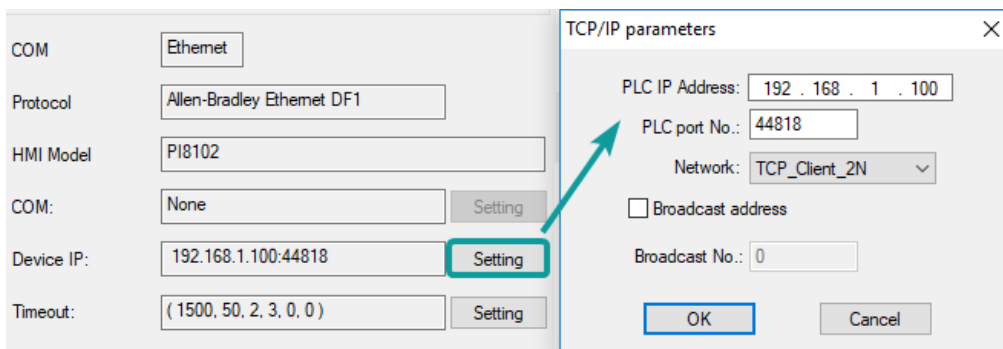 COM
Ethernet
Protocol
Allen-Bradley Ethernet DF1
HMI Model
PI8102
COM:
None
Setting
Device IP:
192.168.1.100:44818
Setting
Timeout:
( 1500, 50, 2, 3, 0, 0 )
Setting
TCP/IP parameters
PLC IP Address:
192 . 168 . 1 . 100
PLC port No.:
44818
Network:
TCP_Client_2N
Broadcast address
Broadcast No.:
0
OK
Cancel